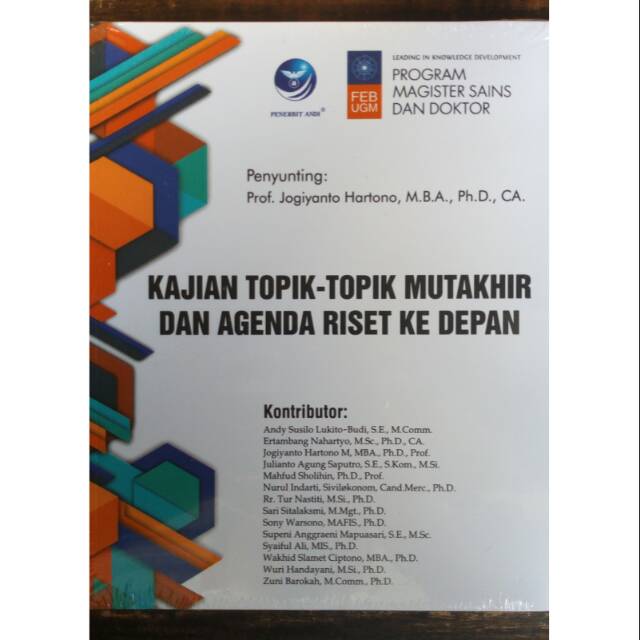 PENERBIT ANDI®
FEB
UGM
LEADING IN KNOWLEDGE DEVELOPMENT
PROGRAM
MAGISTER SAINS
DAN DOKTOR
Penyunting:
Prof. Jogiyanto Hartono, M.B.A., Ph.D., CA.
KAJIAN TOPIK-TOPIK MUTAKHIR
DAN AGENDA RISET KE DEPAN
Kontributor:
Andy Susilo Lukito-Budi, S.E., M.Comm.
Ertambang Nahartyo, M.Sc., Ph.D., CA.
Jogiyanto Hartono M, MBA., Ph.D., Prof.
Julianto Agung Saputro, S.E., S.Kom., M.Si.
Mahfud Sholihin, Ph.D., Prof.
Nurul Indarti, Siviløkonom, Cand.Merc., Ph.D.
Rr. Tur Nastiti, M.Si., Ph.D.
Sari Sitalaksmi, M.Mgt., Ph.D.
Sony Warsono, MAFIS., Ph.D.
Supeni Anggraeni Mapuasari, S.E., M.Sc.
Syaiful Ali, MIS., Ph.D.
Wakhid Slamet Ciptono, MBA., Ph.D.
Wuri Handayani, M.Si., Ph.D.
Zuni Barokah, M.Comm., Ph.D.